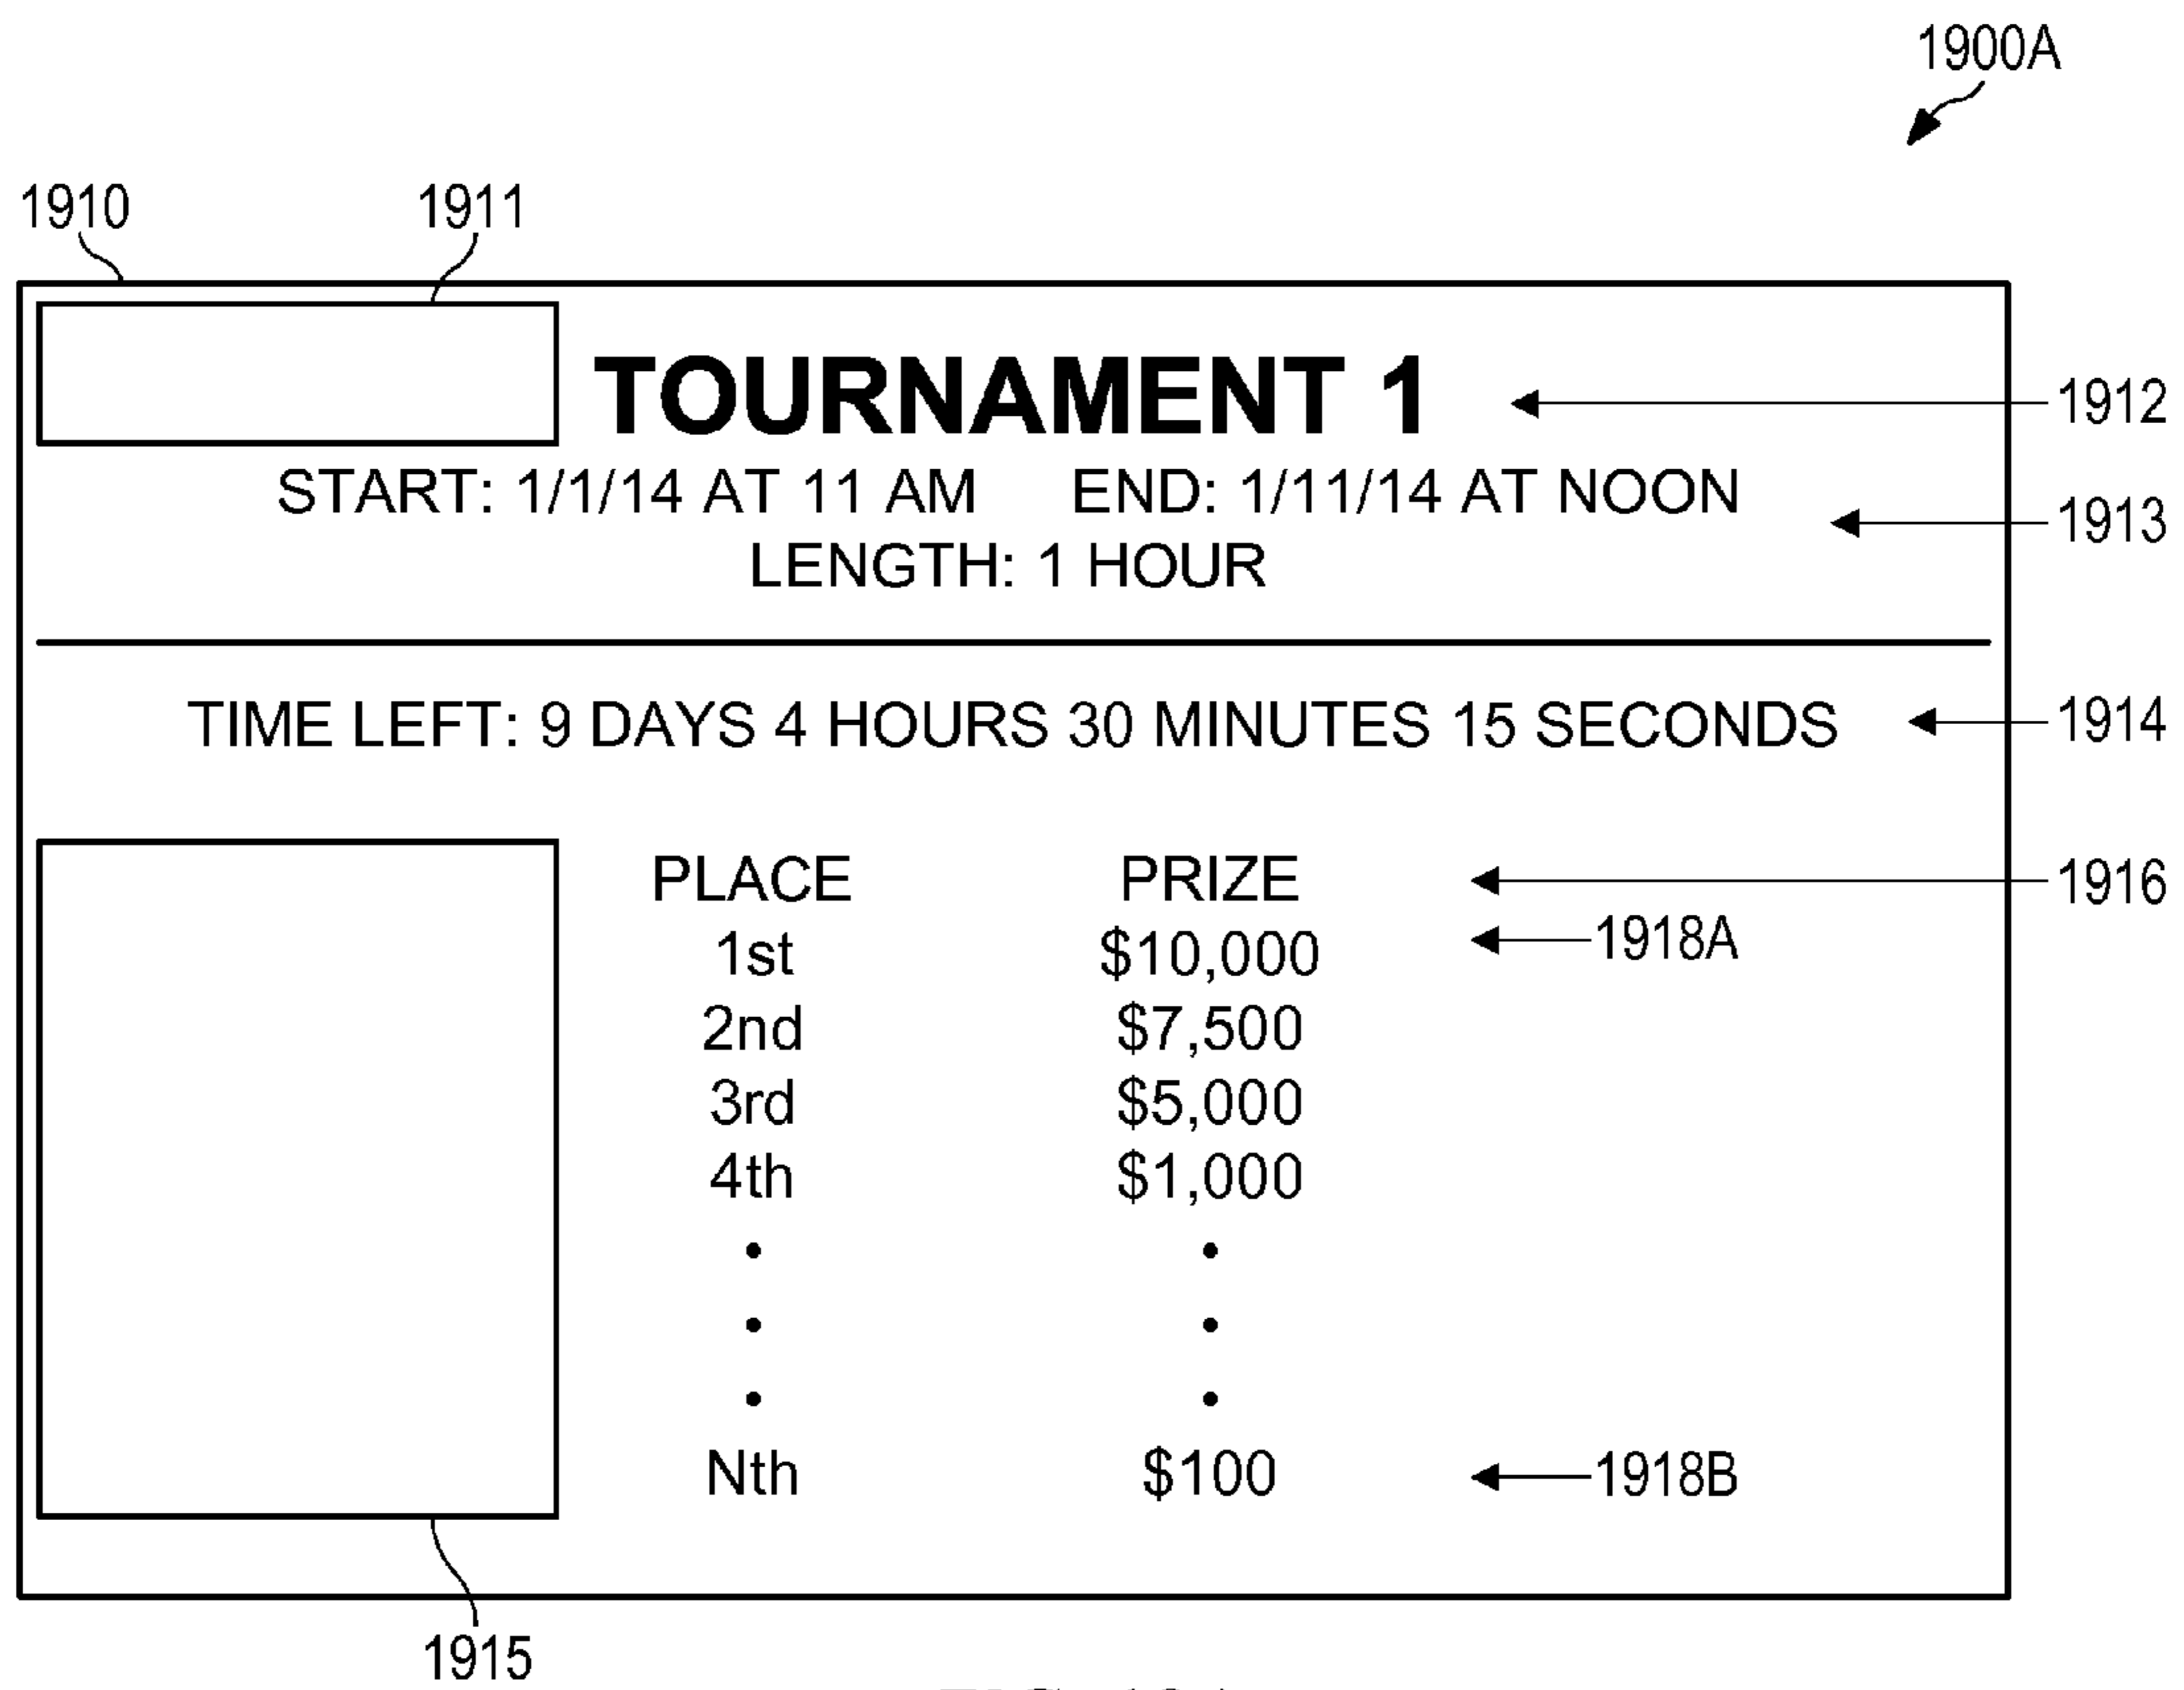 1900A
1910 1911
TOURNAMENT 1
1912
START: 1/1/14 AT 11 AM END: 1/11/14 AT NOON
1913
LENGTH: 1 HOUR
TIME LEFT: 9 DAYS 4 HOURS 30 MINUTES 15 SECONDS
1914
PLACE PRIZE
1916
1st $10,000
1918A
2nd $7,500
3rd $5,000
4th $1,000
Nth $100
1918B
1915